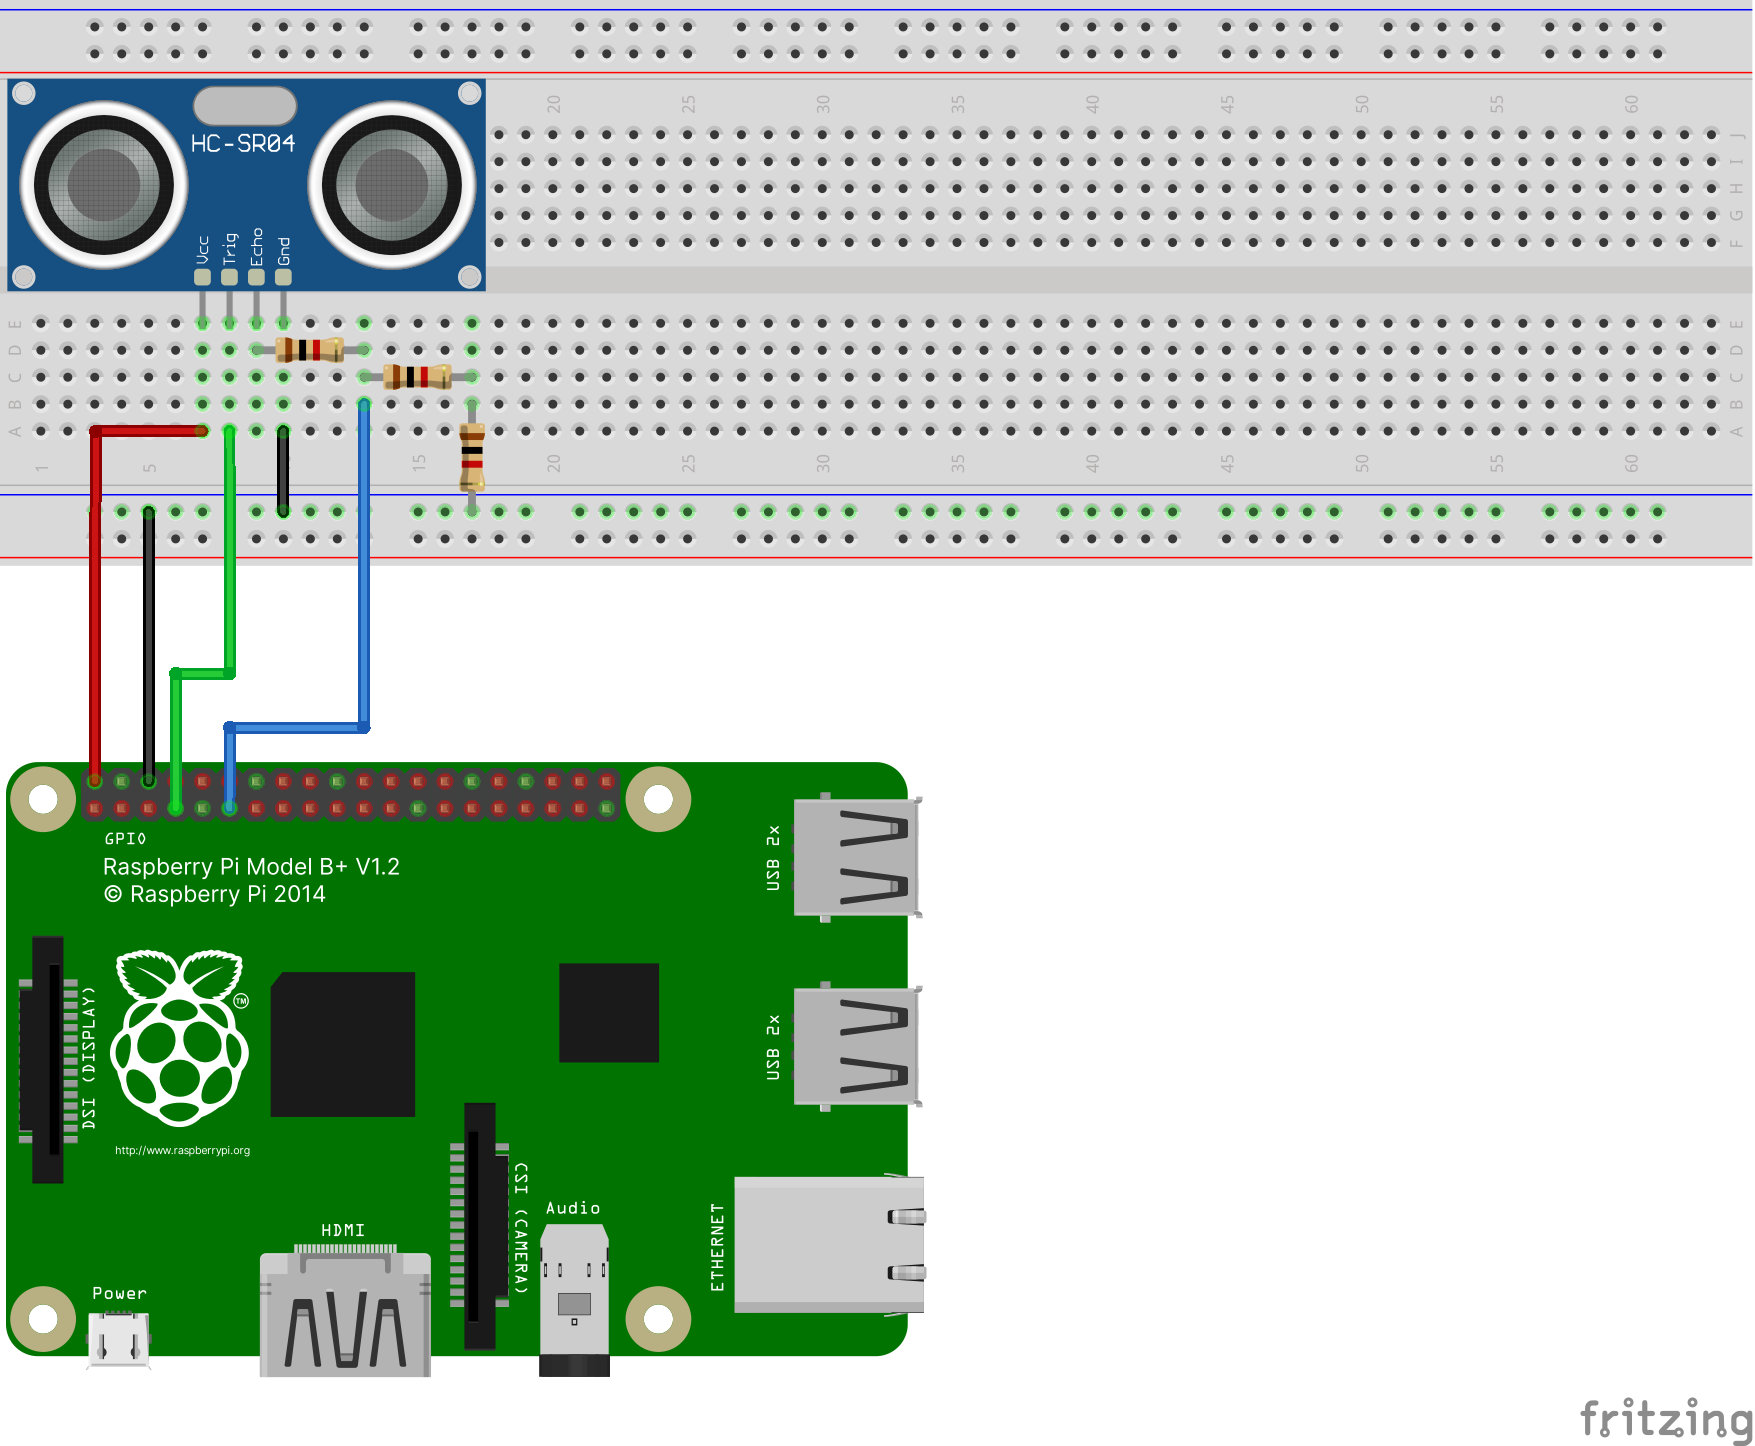 20 25 30 35 40 45 50 55 60
J
I
H
G
F
HC-SR04
Vcc Trig Echo Gnd
E E
D D
C C
B B
A A
1 5 15 20 25 30 35 40 45 50 55 60
GPIO
Raspberry Pi Model B+ V1.2
© Raspberry Pi 2014
USB 2x
USB 2x
DSI (DISPLAY)
TM
http://www.raspberrypi.org
CSI (CAMERA)
Audio
HDMI
ETHERNET
Power
fritzing